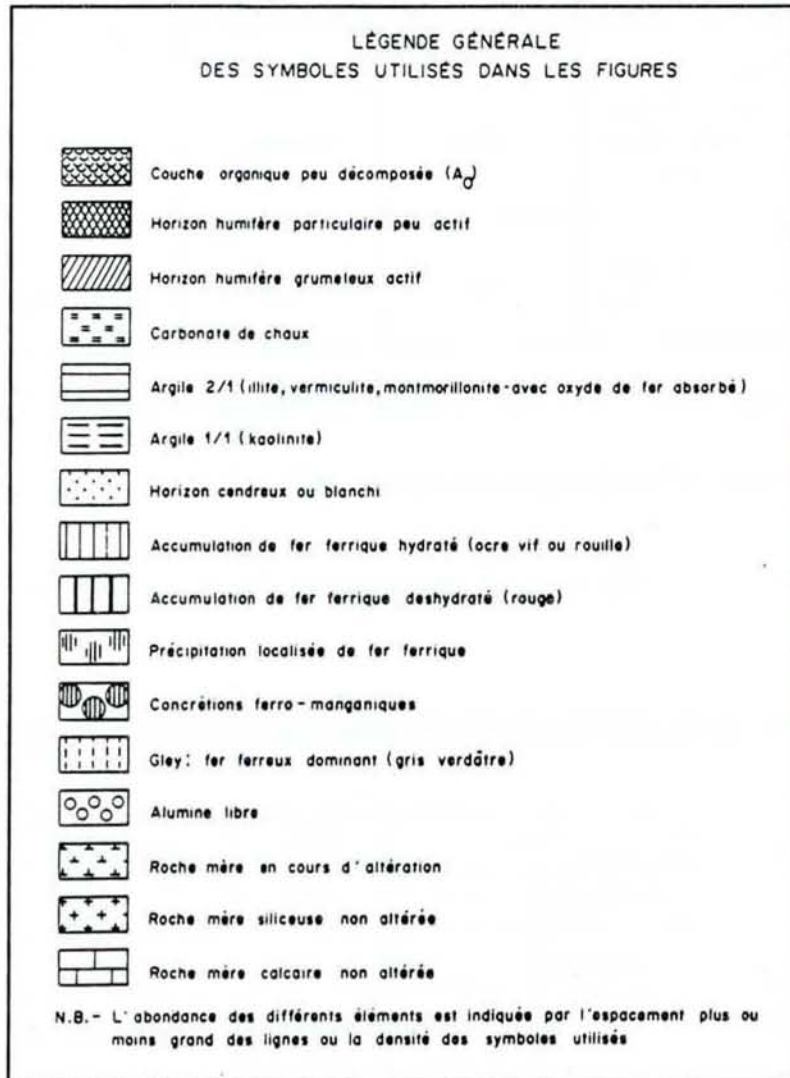 LÉGENDE GÉNÉRALE
DES SYMBOLES UTILISÉS DANS LES FIGURES
Couche organique peu décomposée (Ao)
Horizon humifère particulaire peu actif
Horizon humifère grumeleux actif
Carbonate de chaux
Argile 2/1 (illite, vermiculite, montmorillonite-avec oxyde de fer absorbé)
Argile 1/1 (kaolinite)
Horizon cendreux ou blanchi
Accumulation de fer ferrique hydraté (ocre vif ou rouille)
Accumulation de fer ferrique deshydraté (rouge)
Précipitation localisée de fer ferrique
Concrétions ferro-manganiques
Gley: fer ferreux dominant (gris verdâtre)
Alumine libre
Roche mère en cours d'altération
Roche mère siliceuse non altérée
Roche mère calcaire non altérée
N.B.- L'abondance des différents éléments est indiquée par l'espacement plus ou
moins grand des lignes ou la densité des symboles utilisés